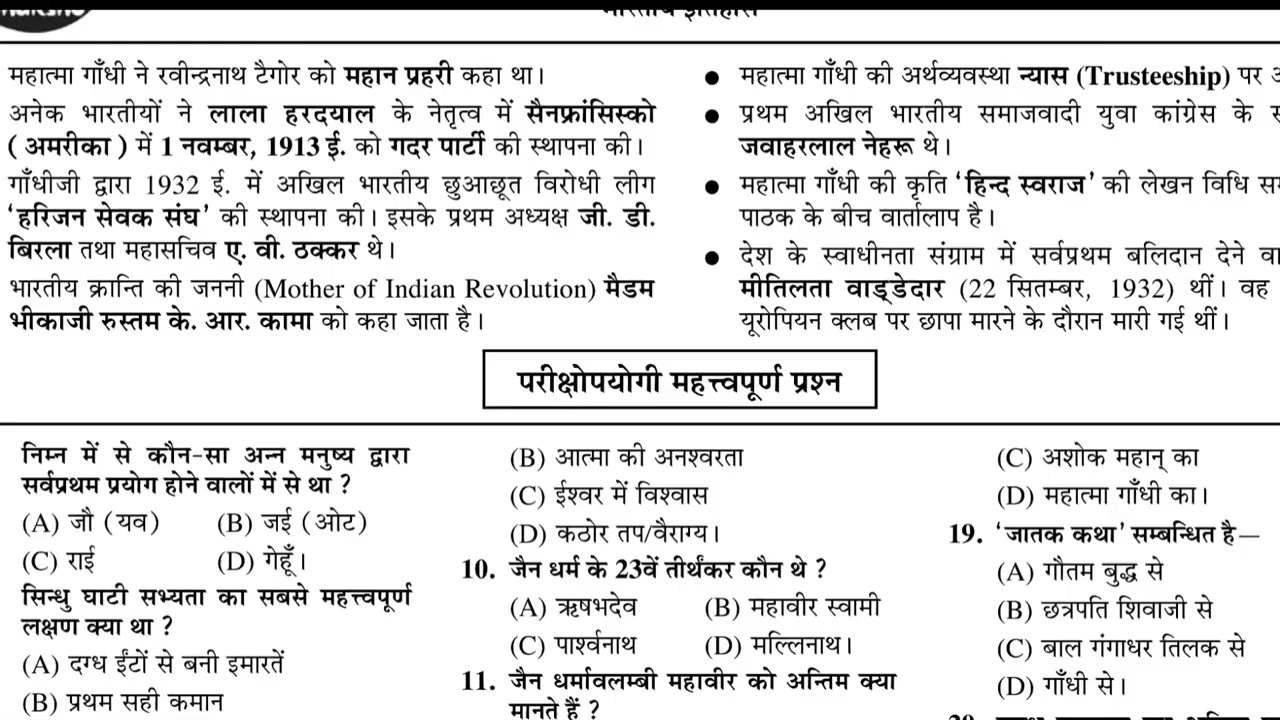 भारतीय इतिहास
महात्मा गाँधी ने रवीन्द्रनाथ टैगोर को महान प्रहरी कहा था।
अनेक भारतीयों ने लाला हरदयाल के नेतृत्व में सैनफ्रांसिस्को
(अमरीका) में 1 नवम्बर, 1913 ई. को गदर पार्टी की स्थापना की।
गाँधीजी द्वारा 1932 ई. में अखिल भारतीय छुआछूत विरोधी लीग
‘हरिजन सेवक संघ’ की स्थापना की। इसके प्रथम अध्यक्ष जी. डी.
बिरला तथा महासचिव ए. वी. ठक्कर थे।
भारतीय क्रान्ति की जननी (Mother of Indian Revolution) मैडम
भीकाजी रुस्तम के. आर. कामा को कहा जाता है।
● महात्मा गाँधी की अर्थव्यवस्था न्यास (Trusteeship) पर
● प्रथम अखिल भारतीय समाजवादी युवा कांग्रेस के
जवाहरलाल नेहरू थे।
● महात्मा गाँधी की कृति ‘हिन्द स्वराज’ की लेखन विधि
पाठक के बीच वार्तालाप है।
● देश के स्वाधीनता संग्राम में सर्वप्रथम बलिदान देने
मीतिलता वाड्डेदार (22 सितम्बर, 1932) थीं। वह
यूरोपियन क्लब पर छापा मारने के दौरान मारी गई थीं।
परीक्षोपयोगी महत्त्वपूर्ण प्रश्न
निम्न में से कौन-सा अन्न मनुष्य द्वारा
सर्वप्रथम प्रयोग होने वालों में से था ?
(A) जौ (यव) (B) जई (ओट)
(C) राई (D) गेहूँ।
सिन्धु घाटी सभ्यता का सबसे महत्त्वपूर्ण
लक्षण क्या था ?
(A) दग्ध ईंटों से बनी इमारतें
(B) प्रथम सही कमान
(B) आत्मा की अनश्वरता
(C) ईश्वर में विश्वास
(D) कठोर तप/वैराग्य।
10. जैन धर्म के 23वें तीर्थंकर कौन थे ?
(A) ऋषभदेव (B) महावीर स्वामी
(C) पार्श्वनाथ (D) मल्लिनाथ।
11. जैन धर्मावलम्बी महावीर को अन्तिम क्या
मानते हैं ?
(C) अशोक महान् का
(D) महात्मा गाँधी का।
19. ‘जातक कथा’ सम्बन्धित है—
(A) गौतम बुद्ध से
(B) छत्रपति शिवाजी से
(C) बाल गंगाधर तिलक से
(D) गाँधी से।